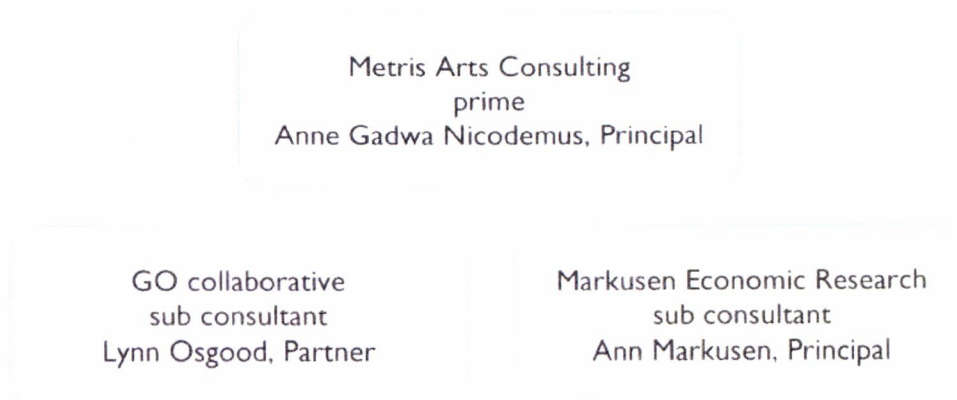 Metris Arts Consulting
prime
Anne Gadwa Nicodemus, Principal
GO collaborative
sub consultant
Lynn Osgood, Partner
Markusen Economic Research
sub consultant
Ann Markusen, Principal